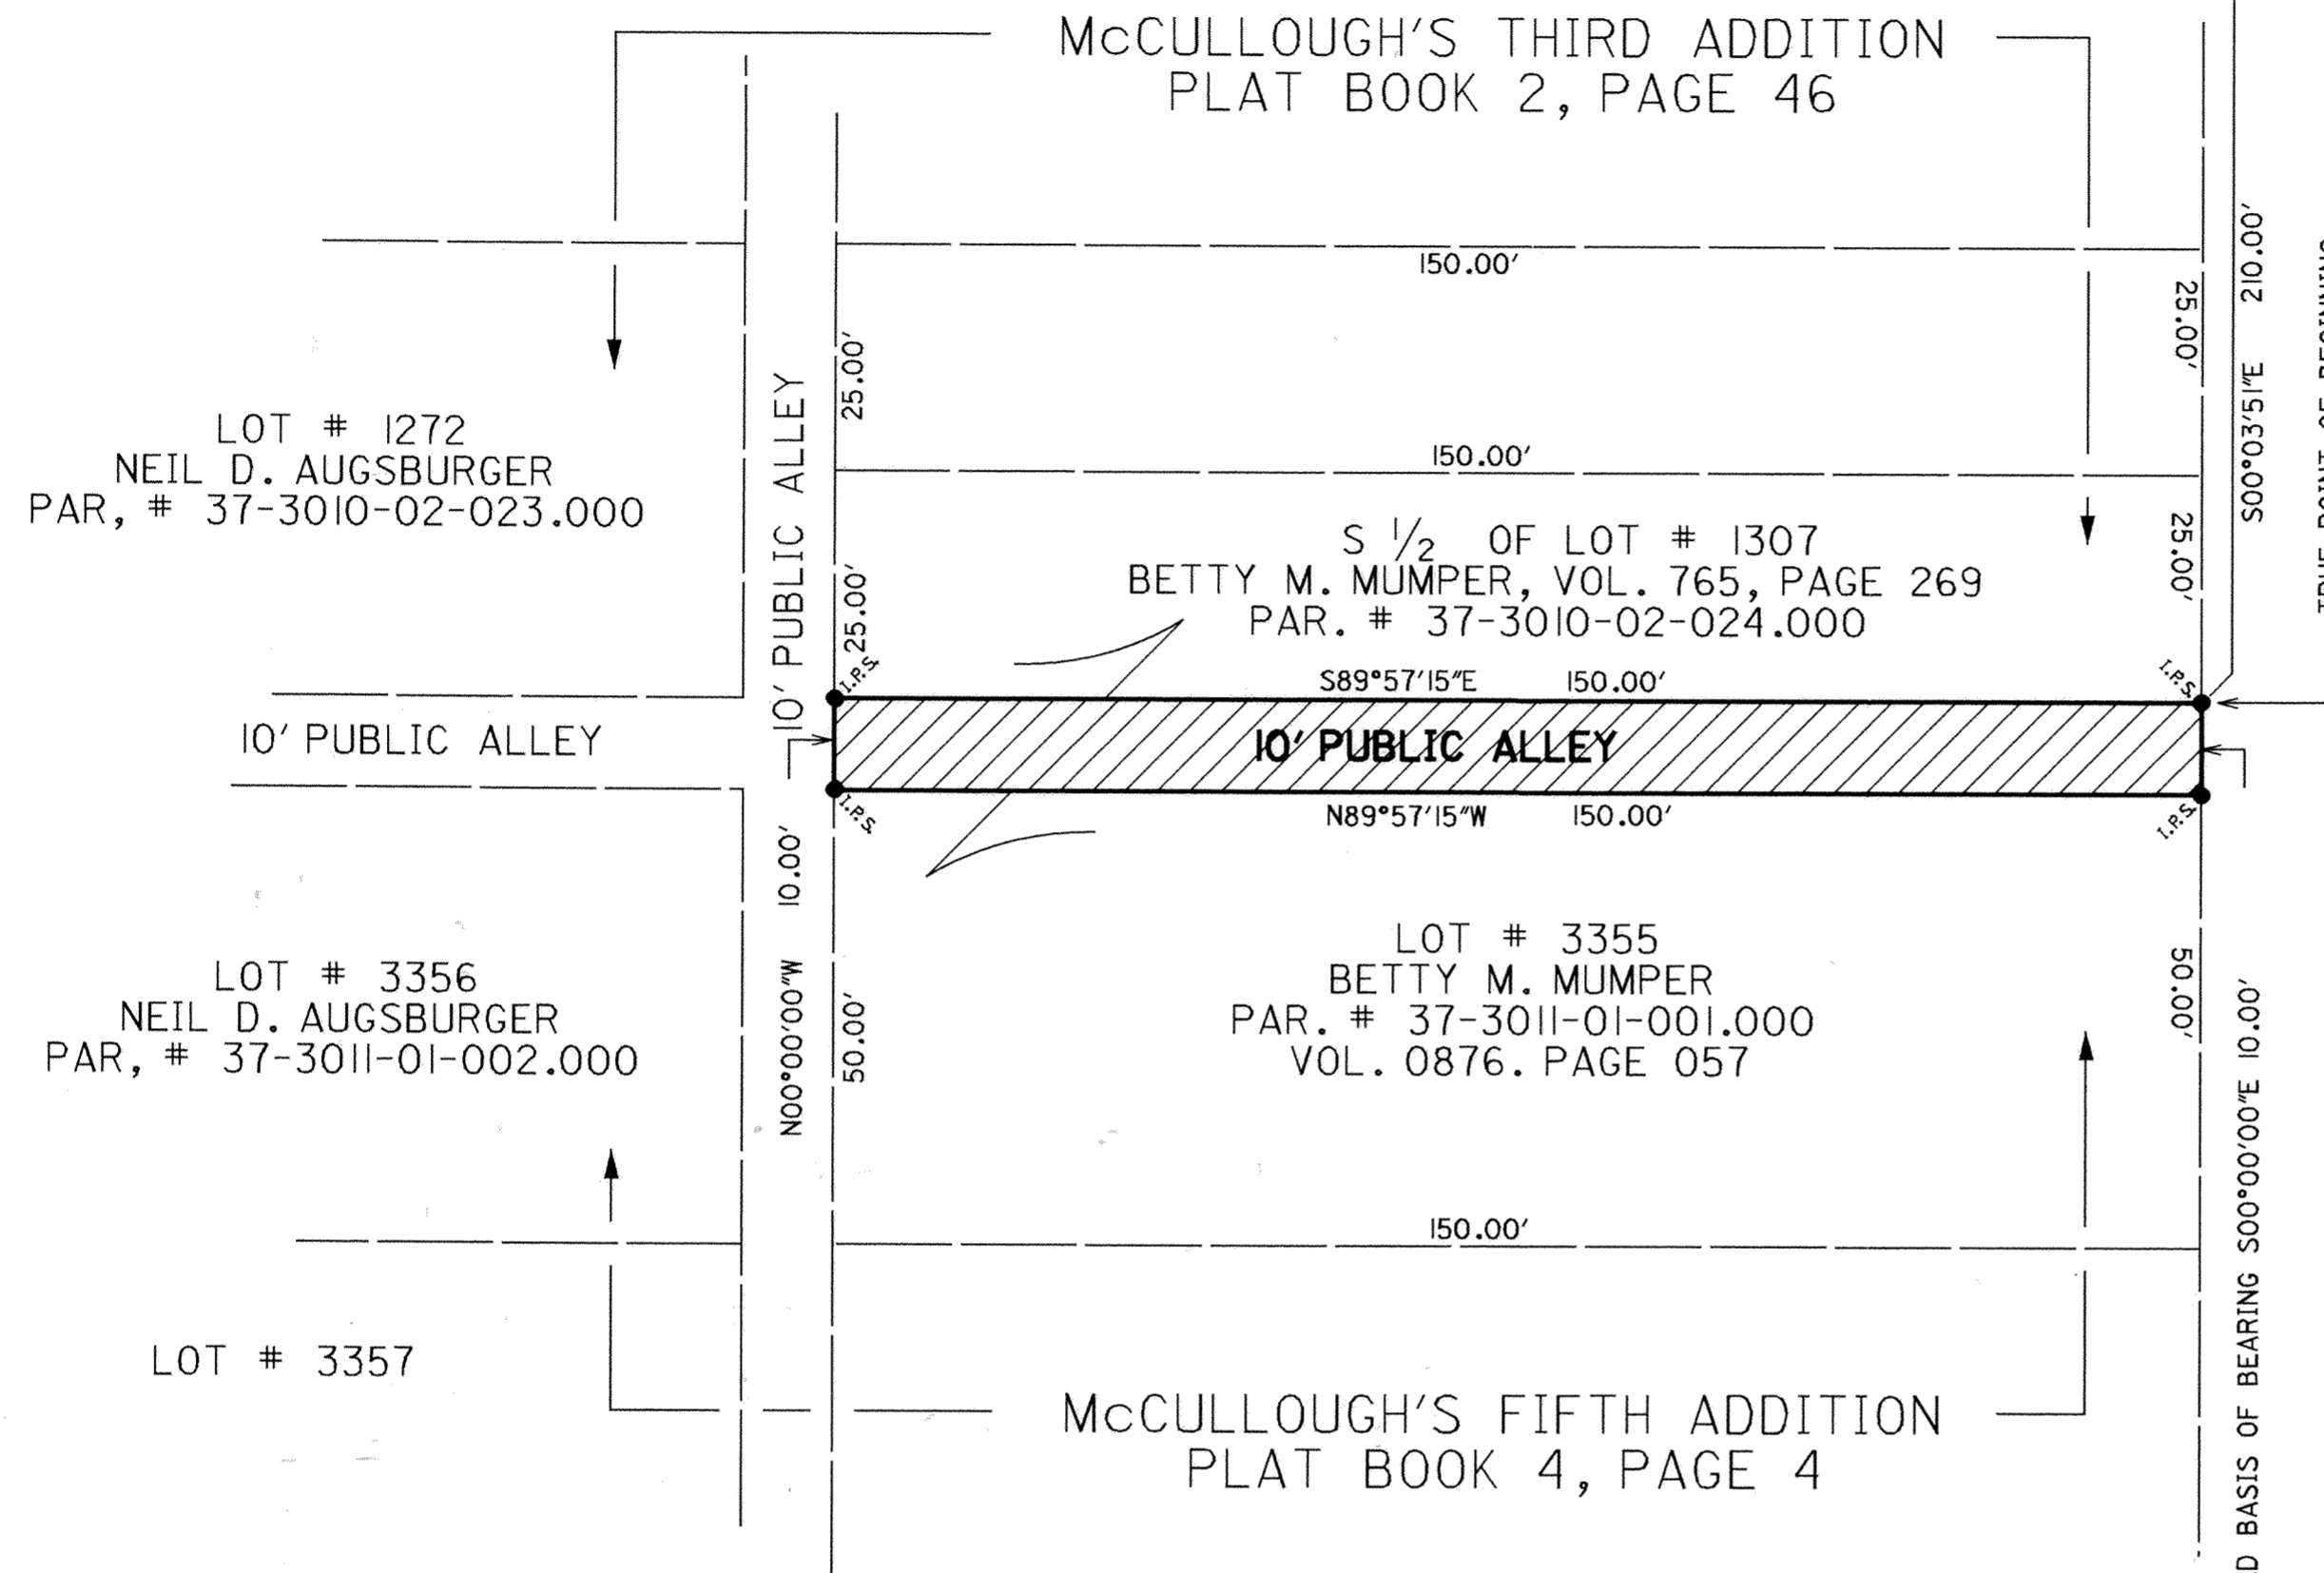 McCULLOUGH'S THIRD ADDITION
PLAT BOOK 2, PAGE 46
150.00'
25.00'
25.00'
S00°03'51"E 210.00'
TRUE POINT OF BEGINNING
10' PUBLIC ALLEY
LOT # 1272
NEIL D. AUGSBURGER
PAR, # 37-3010-02-023.000
150.00'
S 1/2 OF LOT # 1307
BETTY M. MUMPER, VOL. 765, PAGE 269
PAR. # 37-3010-02-024.000
25.00'
25.00'
I.P.S.
I.P.S.
S89°57'15"E 150.00'
10' PUBLIC ALLEY
10' PUBLIC ALLEY
I.P.S.
I.P.S.
N89°57'15"W 150.00'
N00°00'00"W 10.00'
50.00'
50.00'
LOT # 3355
BETTY M. MUMPER
PAR. # 37-3011-01-001.000
VOL. 0876. PAGE 057
LOT # 3356
NEIL D. AUGSBURGER
PAR, # 37-3011-01-002.000
D BASIS OF BEARING S00°00'00"E 10.00'
150.00'
LOT # 3357
McCULLOUGH'S FIFTH ADDITION
PLAT BOOK 4, PAGE 4